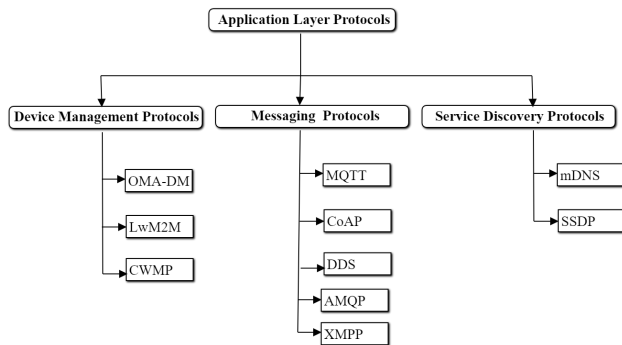 Application Layer Protocols
Device Management Protocols
Messaging Protocols
Service Discovery Protocols
OMA-DM
LwM2M
CWMP
MQTT
CoAP
DDS
AMQP
XMPP
mDNS
SSDP